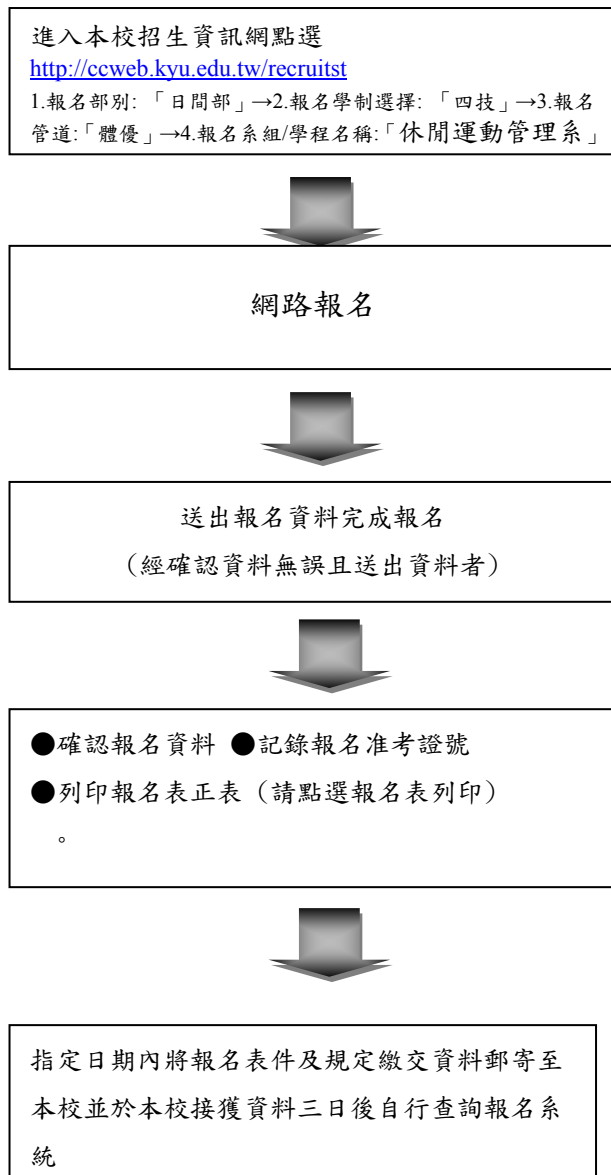 進入本校招生資訊網點選
http://ccweb.kyu.edu.tw/recruitst
1.報名部別: 「日間部」→2.報名學制選擇: 「四技」→3.報名
管道:「體優」→4.報名系組/學程名稱:「休閒運動管理系」
網路報名
送出報名資料完成報名
（經確認資料無誤且送出資料者）
●確認報名資料 ●記錄報名准考證號
●列印報名表正表（請點選報名表列印）
。
指定日期內將報名表件及規定繳交資料郵寄至
本校並於本校接獲資料三日後自行查詢報名系
統